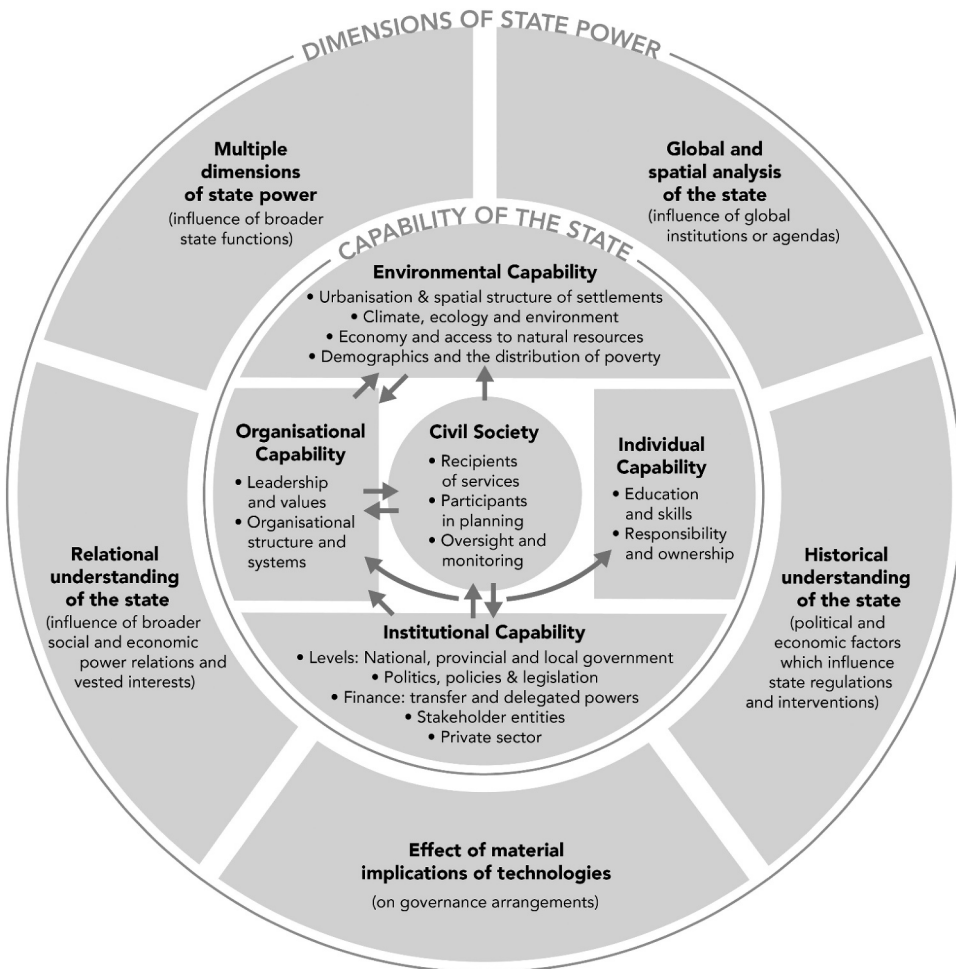 DIMENSIONS OF STATE POWER
Multiple
dimensions
of state power
(influence of broader
state functions)
Global and
spatial analysis
of the state
(influence of global
institutions or agendas)
CAPABILITY OF THE STATE
Environmental Capability
• Urbanisation & spatial structure of settlements
• Climate, ecology and environment
• Economy and access to natural resources
• Demographics and the distribution of poverty
Organisational
Capability
• Leadership
and values
• Organisational
structure and
systems
Civil Society
• Recipients
of services
• Participants
in planning
• Oversight and
monitoring
Individual
Capability
• Education
and skills
• Responsibility
and ownership
Relational
understanding
of the state
(influence of broader
social and economic
power relations and
vested interests)
Historical
understanding
of the state
(political and
economic factors
which influence
state regulations
and interventions)
Institutional Capability
• Levels: National, provincial and local government
• Politics, policies & legislation
• Finance: transfer and delegated powers
• Stakeholder entities
• Private sector
Effect of material
implications of technologies
(on governance arrangements)